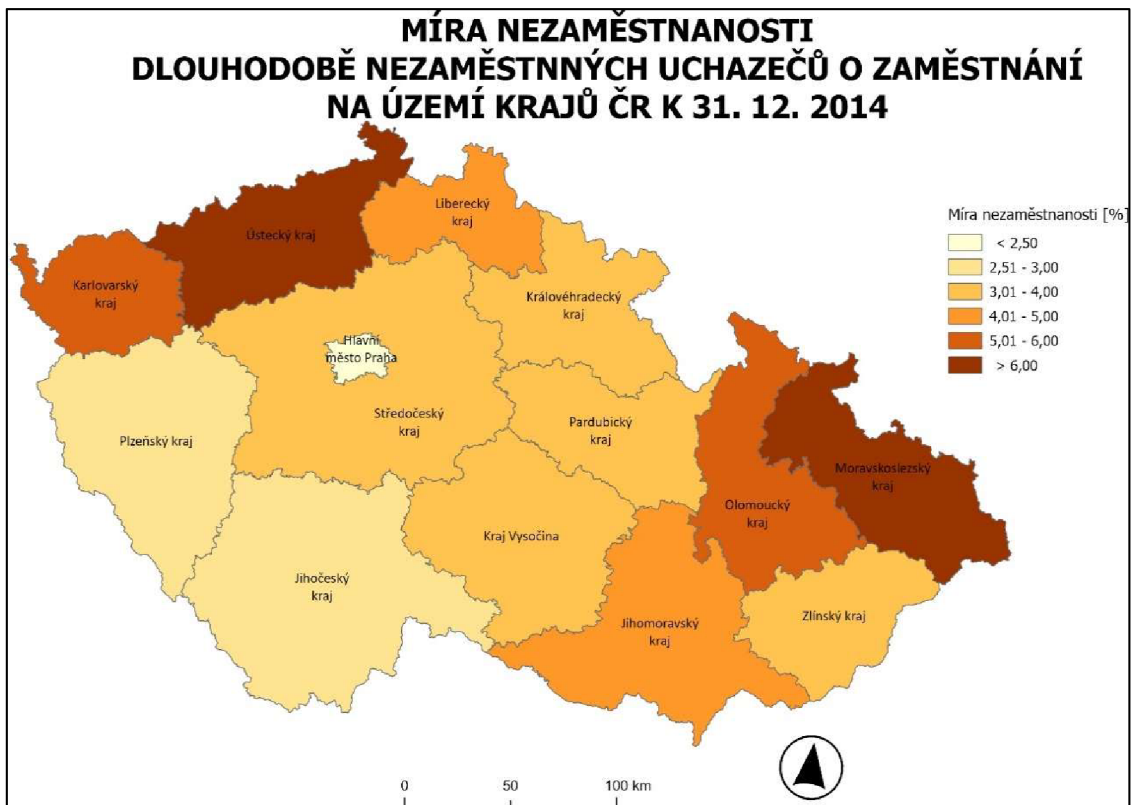 MÍRA NEZAMĚSTNANOSTI
DLOUHODOBĚ NEZAMĚSTNNÝCH UCHAZEČŮ O ZAMĚSTNÁNÍ
NA ÚZEMÍ KRAJŮ ČR K 31. 12. 2014
Liberecký
kraj
Ústecký kraj
Karlovarský
kraj
Královéhradecký
kraj
Hlavní
město Praha
Středočeský
kraj
Pardubický
kraj
Plzeňský kraj
Moravskoslezský
kraj
Olomoucký
kraj
Kraj Vysočina
Jihočeský
kraj
Jihomoravský
kraj
Zlínský kraj
Míra nezaměstnanosti [%]
< 2,50
2,51 - 3,00
3,01 - 4,00
4,01 - 5,00
5,01 - 6,00
> 6,00
0 50 100 km